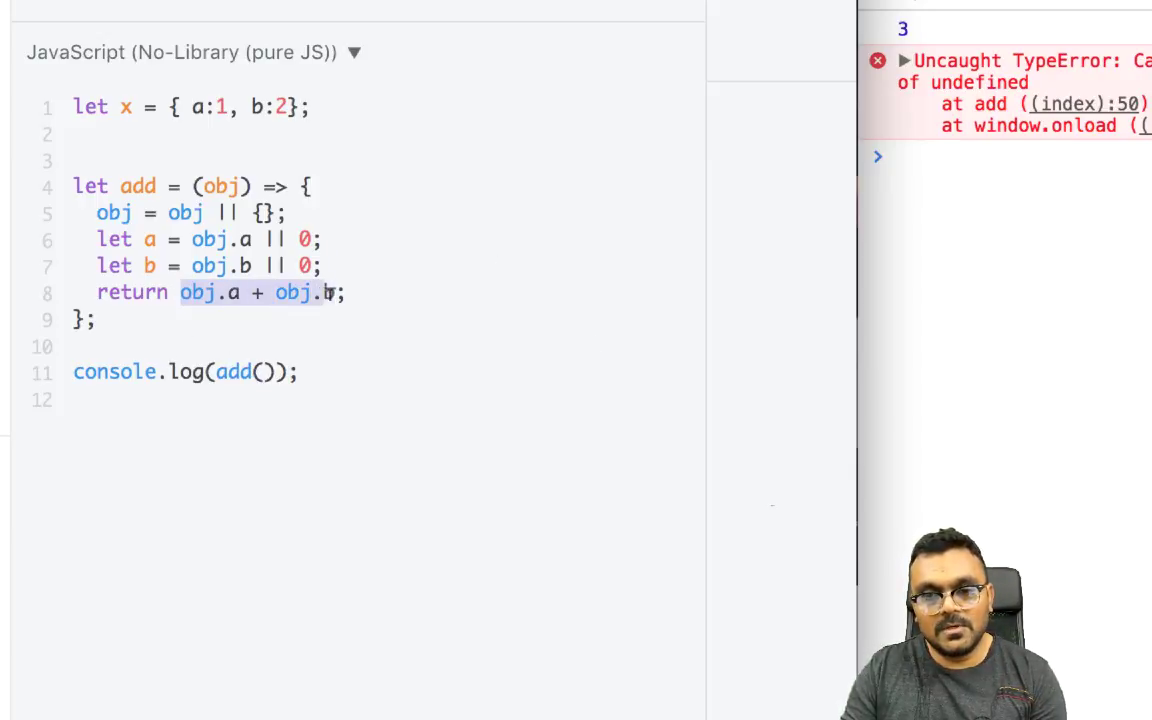 JavaScript (No-Library (pure JS)) ▼
1 let x = { a:1, b:2};
2
3
4 let add = (obj) => {
5 obj = obj || {};
6 let a = obj.a || 0;
7 let b = obj.b || 0;
8 return obj.a + obj.b;
9 };
10
11 console.log(add());
12
3
Uncaught TypeError:
of undefined
at add ((index):50)
at window.onload (